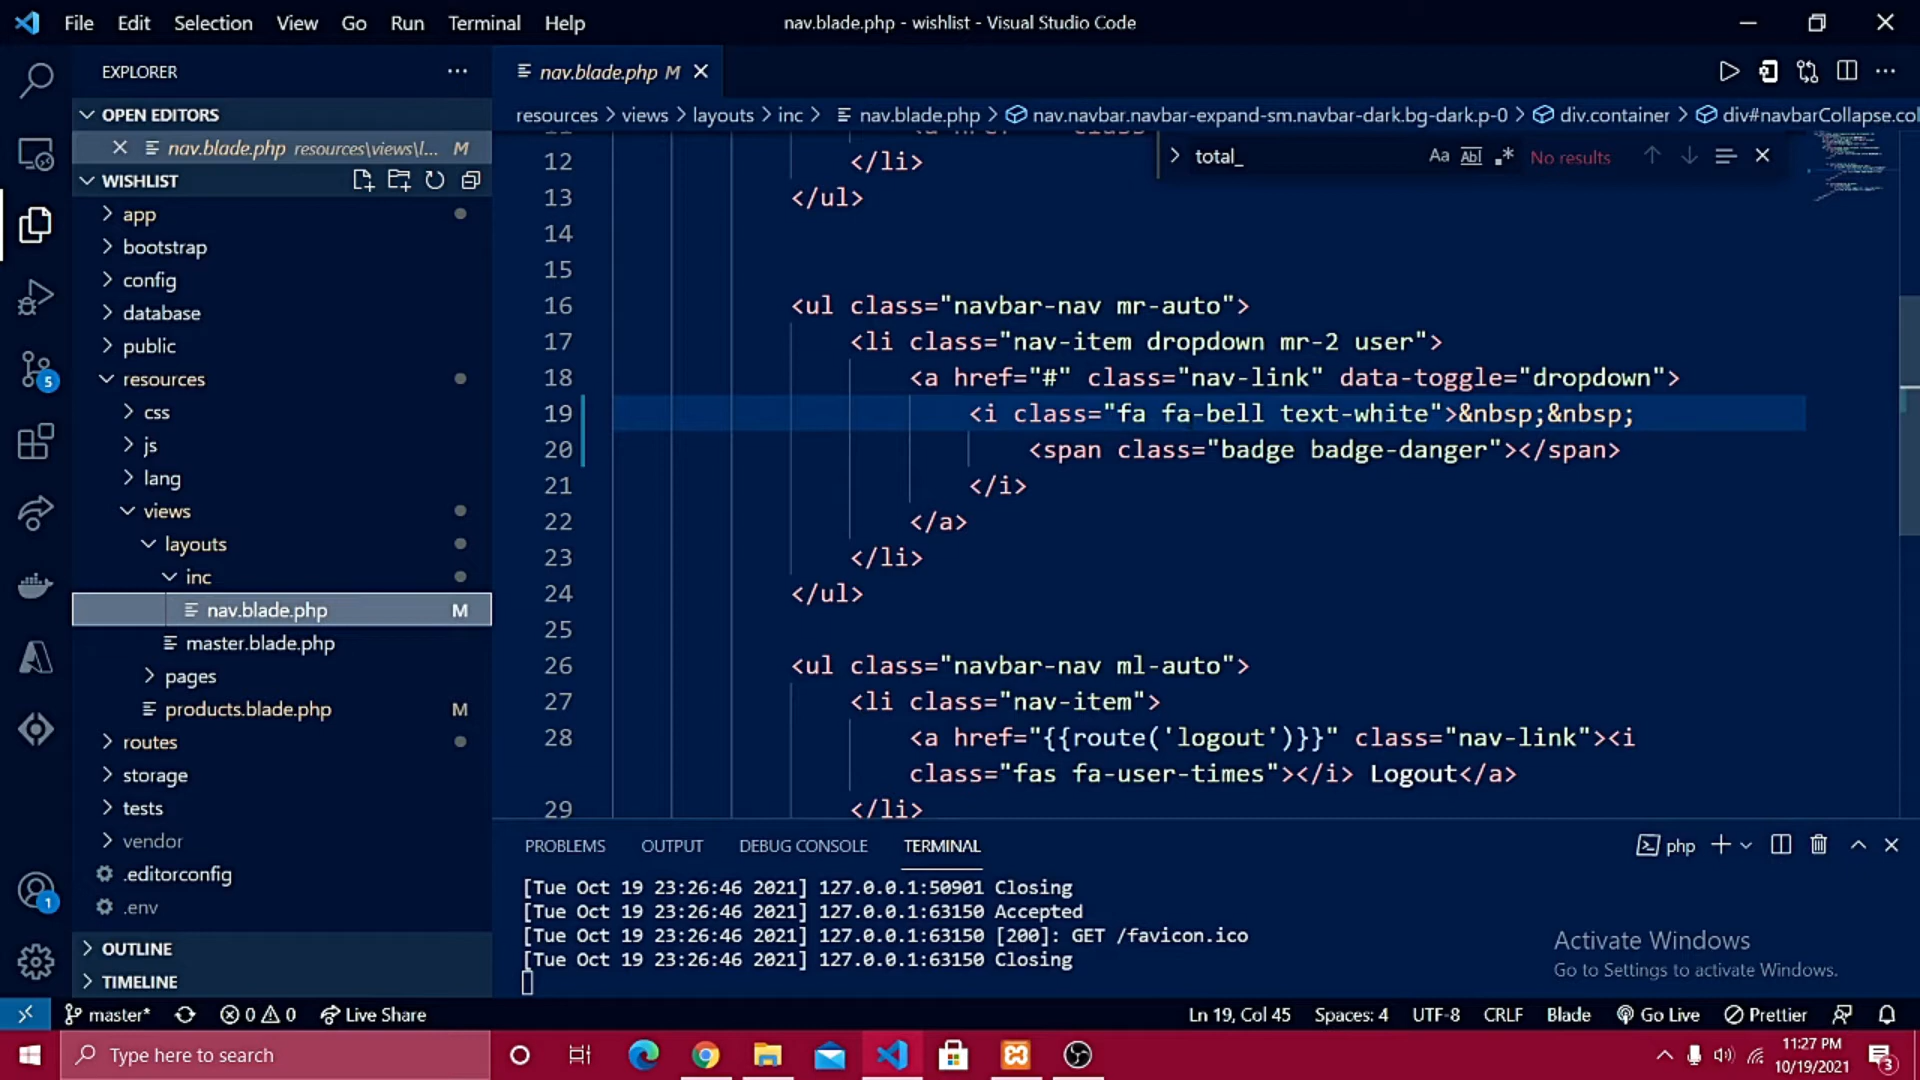 File Edit Selection View Go Run Terminal Help
nav.blade.php - wishlist - Visual Studio Code
EXPLORER
nav.blade.php M
OPEN EDITORS
nav.blade.php resources\views\l... M
WISHLIST
app
bootstrap
config
database
public
resources
css
js
lang
views
layouts
inc
nav.blade.php M
master.blade.php
pages
products.blade.php M
routes
storage
tests
vendor
.editorconfig
.env
OUTLINE
TIMELINE
resources > views > layouts > inc > nav.blade.php > nav.navbar.navbar-expand-sm.navbar-dark.bg-dark.p-0 > div.container > div#navbarCollapse.col
total_ Aa Abl .* No results
12 </li>
13 </ul>
14
15
16 <ul class="navbar-nav mr-auto">
17 <li class="nav-item dropdown mr-2 user">
18 <a href="#" class="nav-link" data-toggle="dropdown">
19 <i class="fa fa-bell text-white">&nbsp;&nbsp;
20 <span class="badge badge-danger"></span>
21 </i>
22 </a>
23 </li>
24 </ul>
25
26 <ul class="navbar-nav ml-auto">
27 <li class="nav-item">
28 <a href="{{route('logout')}}" class="nav-link"><i
class="fas fa-user-times"></i> Logout</a>
29 </li>
PROBLEMS OUTPUT DEBUG CONSOLE TERMINAL
php
[Tue Oct 19 23:26:46 2021] 127.0.0.1:50901 Closing
[Tue Oct 19 23:26:46 2021] 127.0.0.1:63150 Accepted
[Tue Oct 19 23:26:46 2021] 127.0.0.1:63150 [200]: GET /favicon.ico
[Tue Oct 19 23:26:46 2021] 127.0.0.1:63150 Closing
Activate Windows
Go to Settings to activate Windows.
5
1
master* 0 0 Live Share
Ln 19, Col 45 Spaces: 4 UTF-8 CRLF Blade Go Live Prettier
Type here to search
11:27 PM
10/19/2021
3